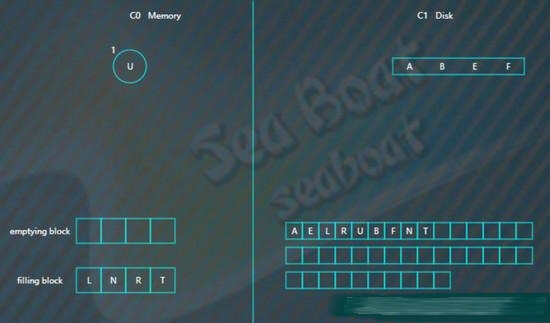 C0 Memory
C1 Disk
1
U
A B E F
Sea Boat
seaboat
emptying block
A E L R U B F N T
filling block
L N R T